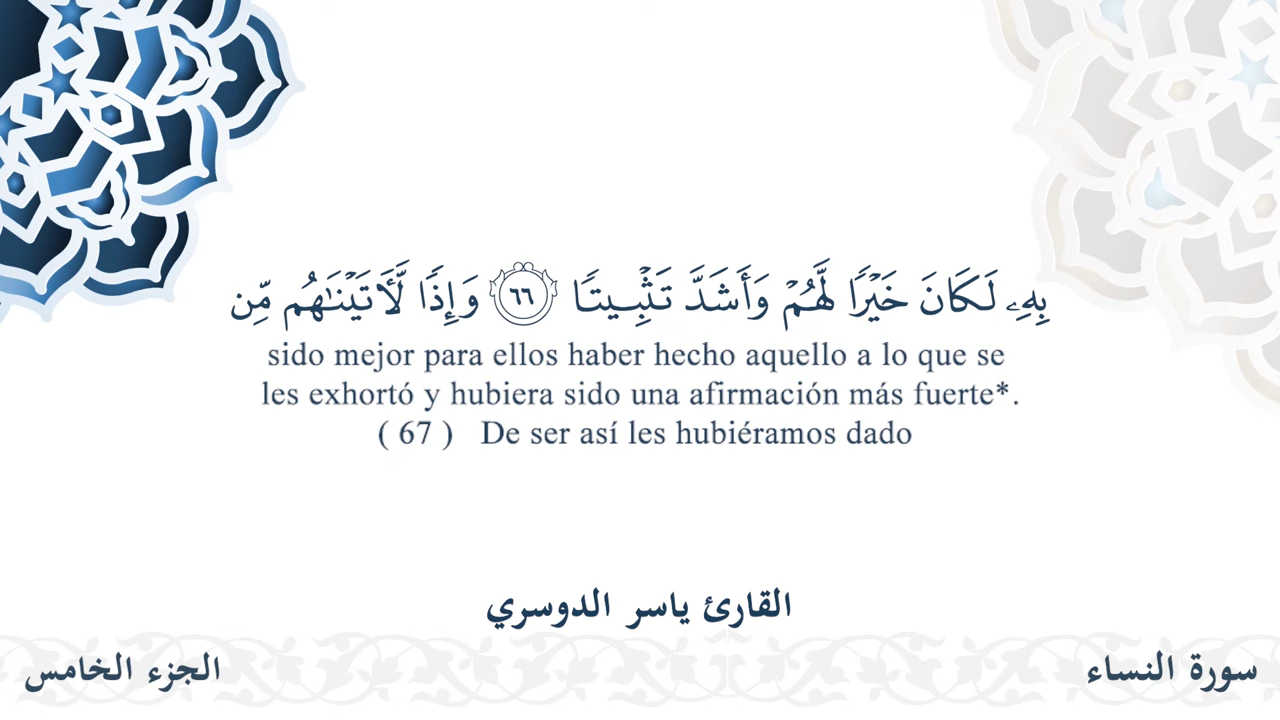 بِهِۦ لَكَانَ خَيْرًا لَّهُمْ وَأَشَدَّ تَثْبِيتًا ٦٦ وَإِذًا لَّأَتَيْنَٰهُم مِّن
sido mejor para ellos haber hecho aquello a lo que se
les exhortó y hubiera sido una afirmación más fuerte*.
( 67 ) De ser así les hubiéramos dado
القارئ ياسر الدوسري
سورة النساء
الجزء الخامس